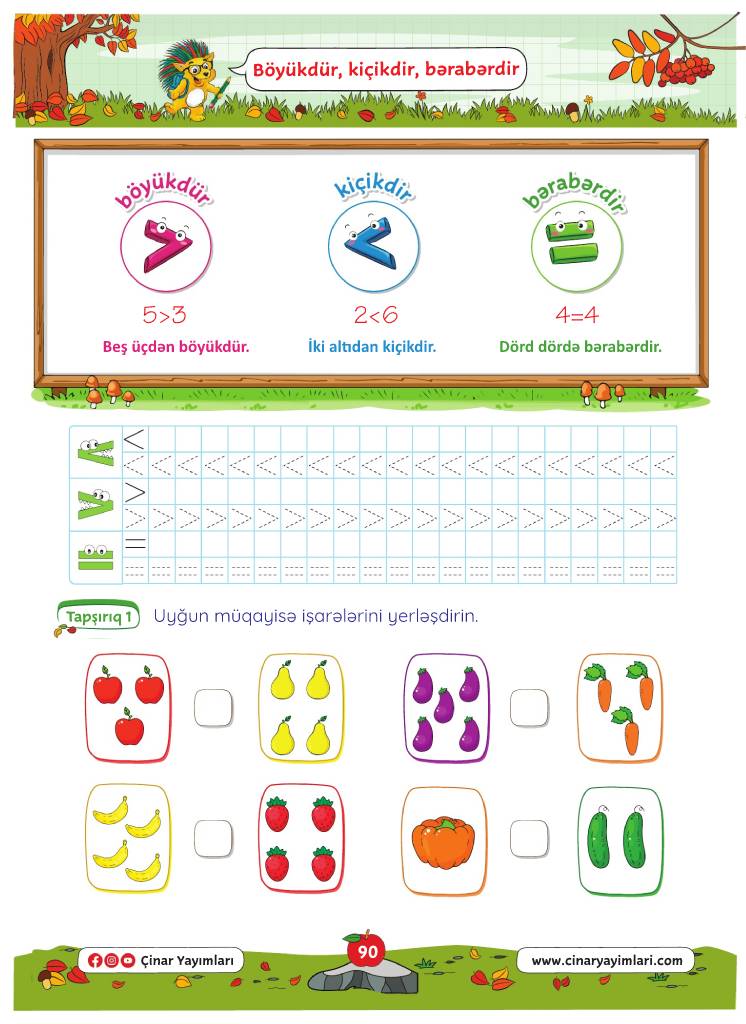 Böyükdür, kiçikdir, bərabərdir
böyükdür
kiçikdir
bərabərdir
5>3
2<6
4=4
Beş üçdən böyükdür.
İki altıdan kiçikdir.
Dörd dördə bərabərdir.
<
< < < < < < < < < < < < < < < < < < < < <
>
> > > > > > > > > > > > > > > > > > > > >
=
= = = = = = = = = = = = = = = = = = = = =
Tapşırıq 1 Uyğun müqayisə işarələrini yerləşdirin.
Çinar Yayımları
90
www.cinaryayimlari.com